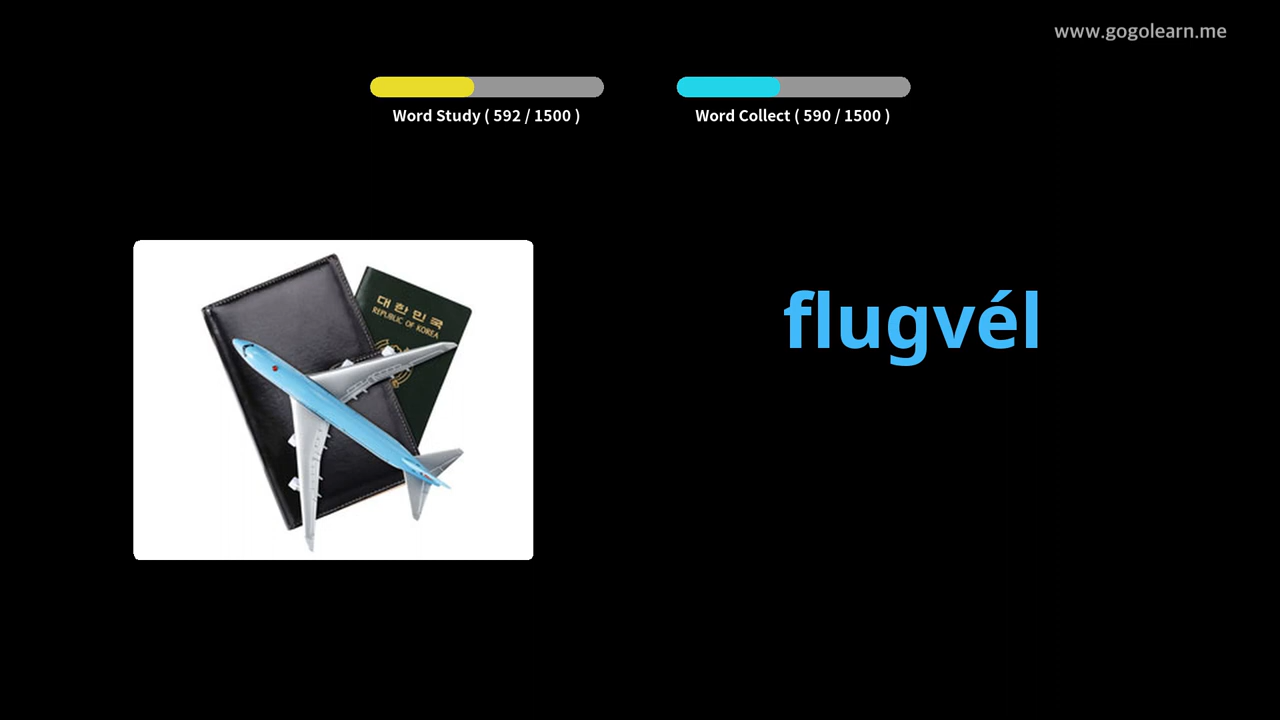 www.gogolearn.me
Word Study ( 592 / 1500 )
Word Collect ( 590 / 1500 )
대한민국
REPUBLIC OF KOREA
flugvél